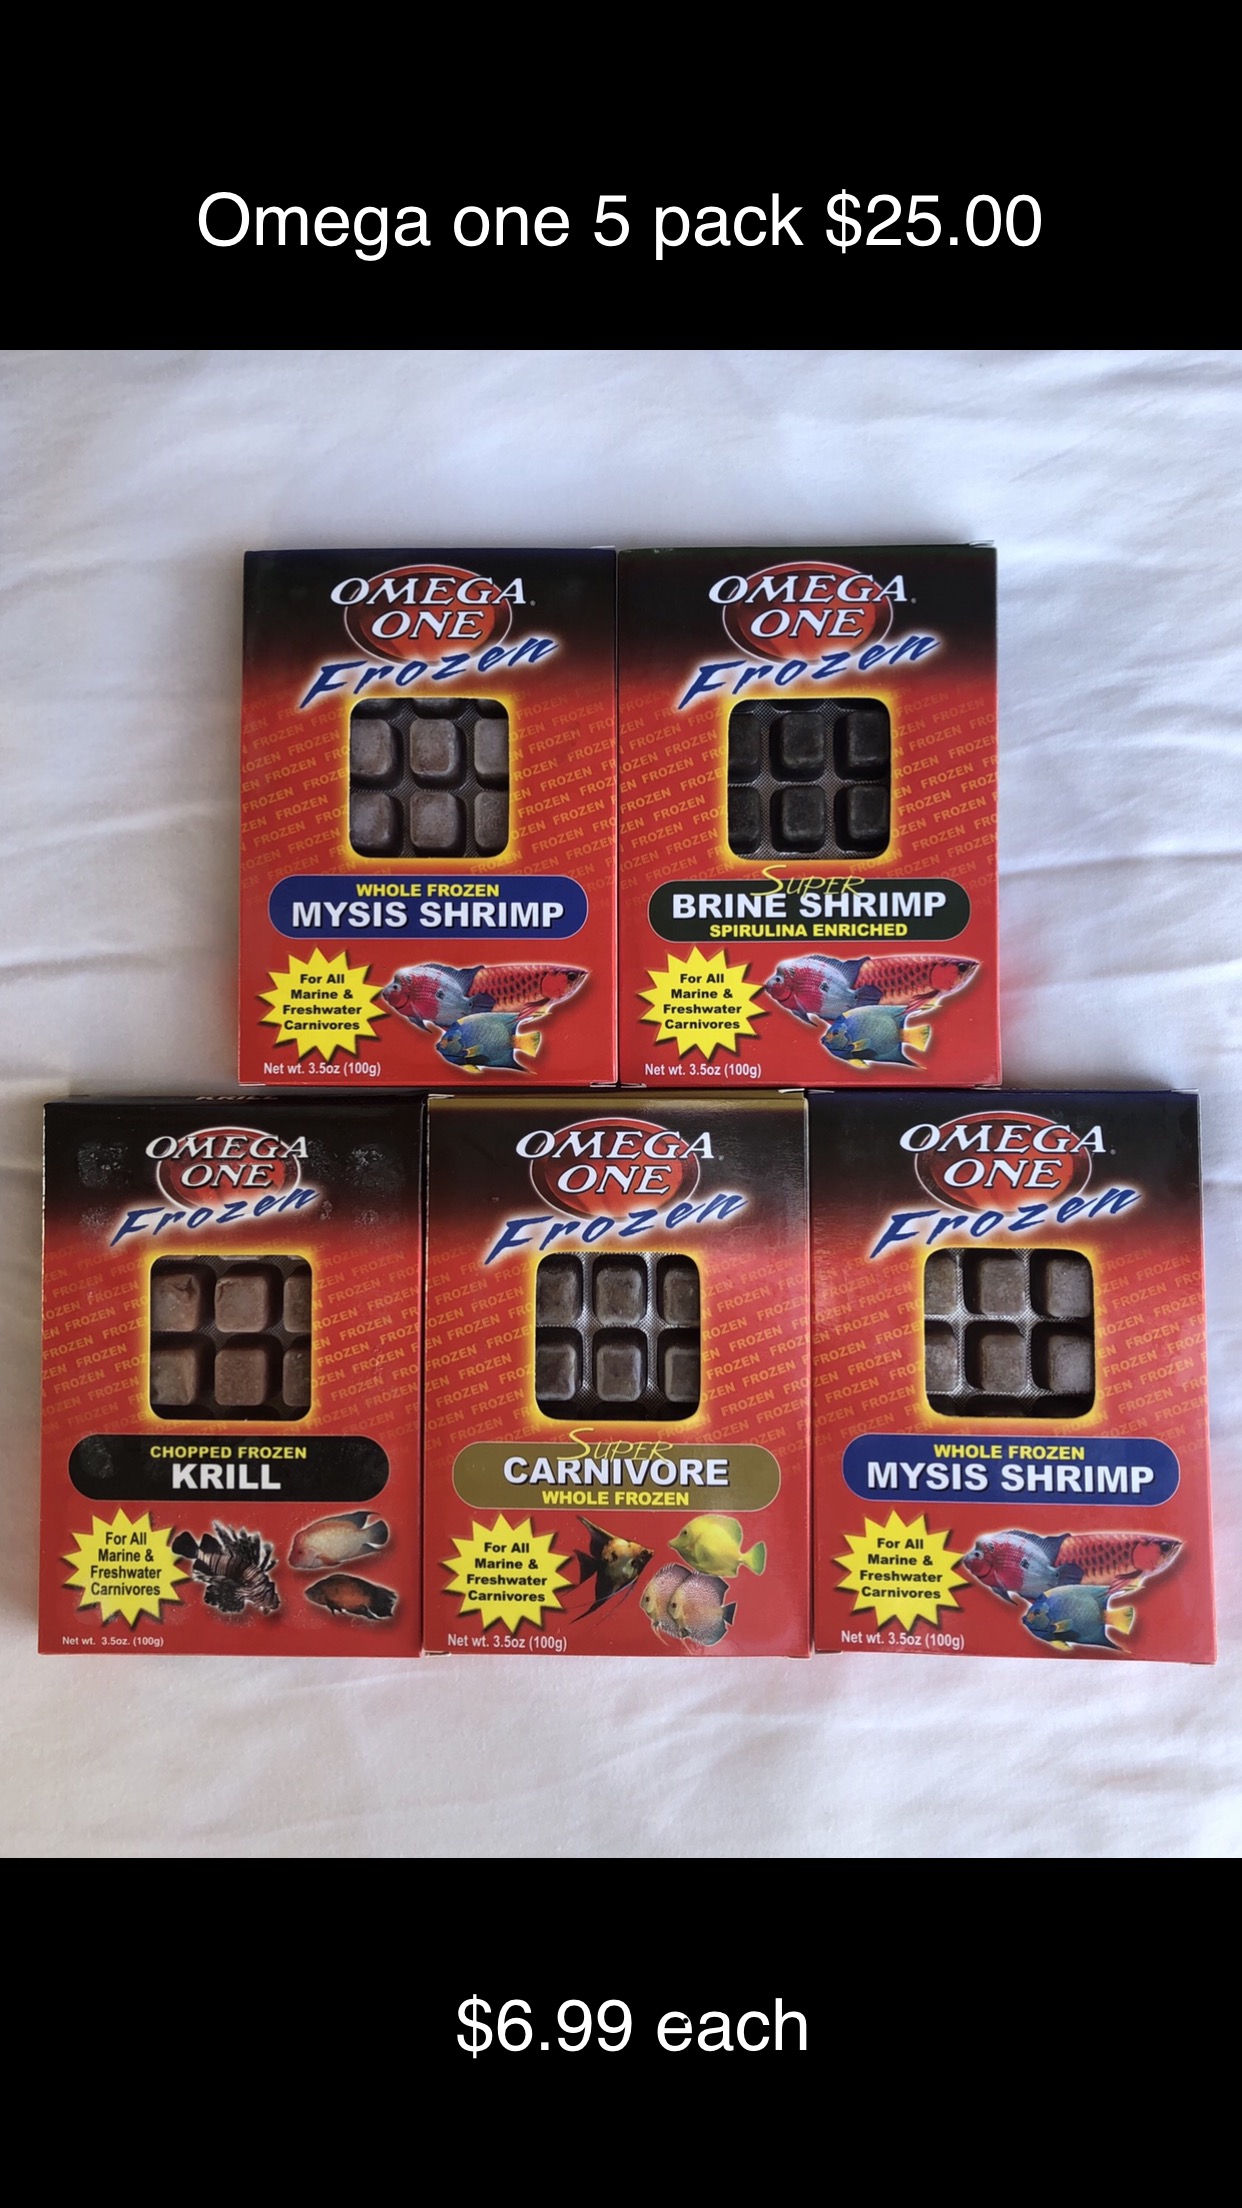 Omega one 5 pack $25.00
OMEGA
ONE
Frozen
WHOLE FROZEN
MYSIS SHRIMP
For All
Marine &
Freshwater
Carnivores
Net wt. 3.5oz (100g)
OMEGA
ONE
Frozen
SUPER
BRINE SHRIMP
SPIRULINA ENRICHED
For All
Marine &
Freshwater
Carnivores
Net wt. 3.5oz (100g)
KRILL
OMEGA
ONE
Frozen
CHOPPED FROZEN
KRILL
For All
Marine &
Freshwater
Carnivores
Net wt. 3.5oz. (100g)
OMEGA
ONE
Frozen
SUPER
CARNIVORE
WHOLE FROZEN
For All
Marine &
Freshwater
Carnivores
Net wt. 3.5oz (100g)
OMEGA
ONE
Frozen
WHOLE FROZEN
MYSIS SHRIMP
For All
Marine &
Freshwater
Carnivores
Net wt. 3.5oz (100g)
$6.99 each